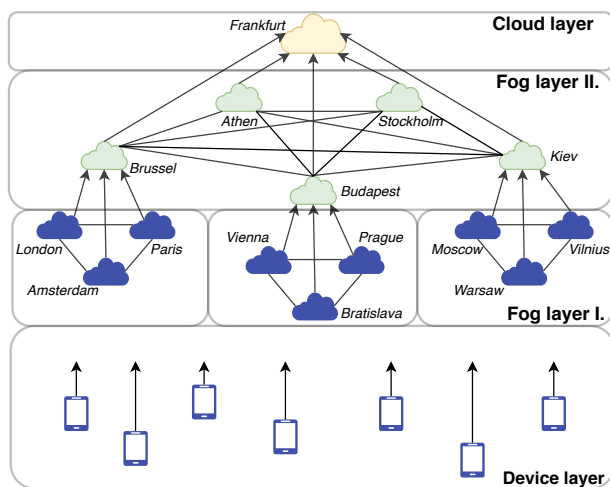 Frankfurt
Cloud layer
Fog layer II.
Athen
Stockholm
Brussel
Kiev
Budapest
London
Paris
Vienna
Prague
Moscow
Vilnius
Amsterdam
Warsaw
Bratislava
Fog layer I.
Device layer